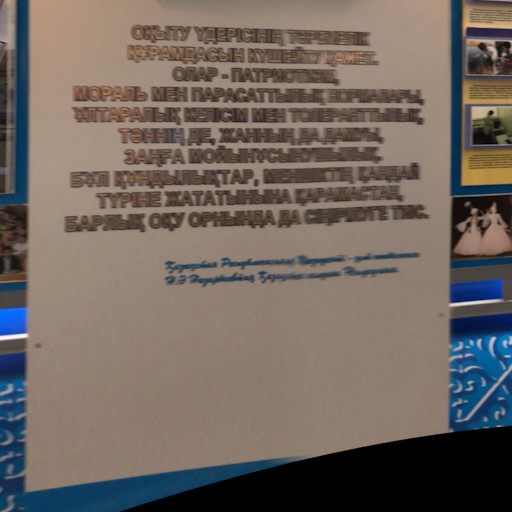 ОҚЫТУ ҮДЕРІСІНІҢ ТӘРБИЕЛІК
ҚҰРАМДАСЫН КҮШЕЙТУ ҚАЖЕТ.
ОЛАР - ПАТРИОТИЗМ,
МОРАЛЬ МЕН ПАРАСАТТЫЛЫҚ НОРМАЛАРЫ,
ҰЛТАРАЛЫҚ КЕЛІСІМ МЕН ТОЛЕРАНТТЫЛЫҚ,
ТӘННІҢ ДЕ, ЖАННЫҢ ДА ДАМУЫ,
ЗАҢҒА МОЙЫНҰСЫНУШЫЛЫҚ.
БҰЛ ҚҰНДЫЛЫҚТАР, МЕНШІКТІҢ ҚАНДАЙ
ТҮРІНЕ ЖАТАТЫНЫНА ҚАРАМАСТАН,
БАРЛЫҚ ОҚУ ОРНЫНДА ДА СІҢІРІЛУГЕ ТИІС.
Қазақстан Республикасының Президенті -
Н.Ә Назарбаевтың Қазақстан халқына Жолдауынан